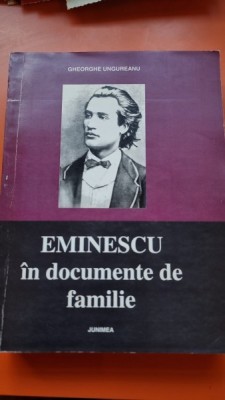 GHEORGHE UNGUREANU
EMINESCU
în documente de
familie
JUNIMEA